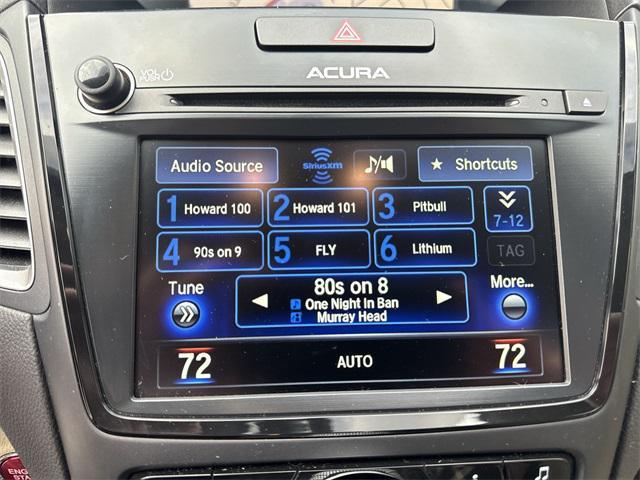 VOL
PUSH
ACURA
Audio Source
SiriusXM
★ Shortcuts
1 Howard 100
2 Howard 101
3 Pitbull
7-12
4 90s on 9
5 FLY
6 Lithium
TAG
Tune
80s on 8
More...
One Night In Ban
Murray Head
72
AUTO
72
ENG
STA